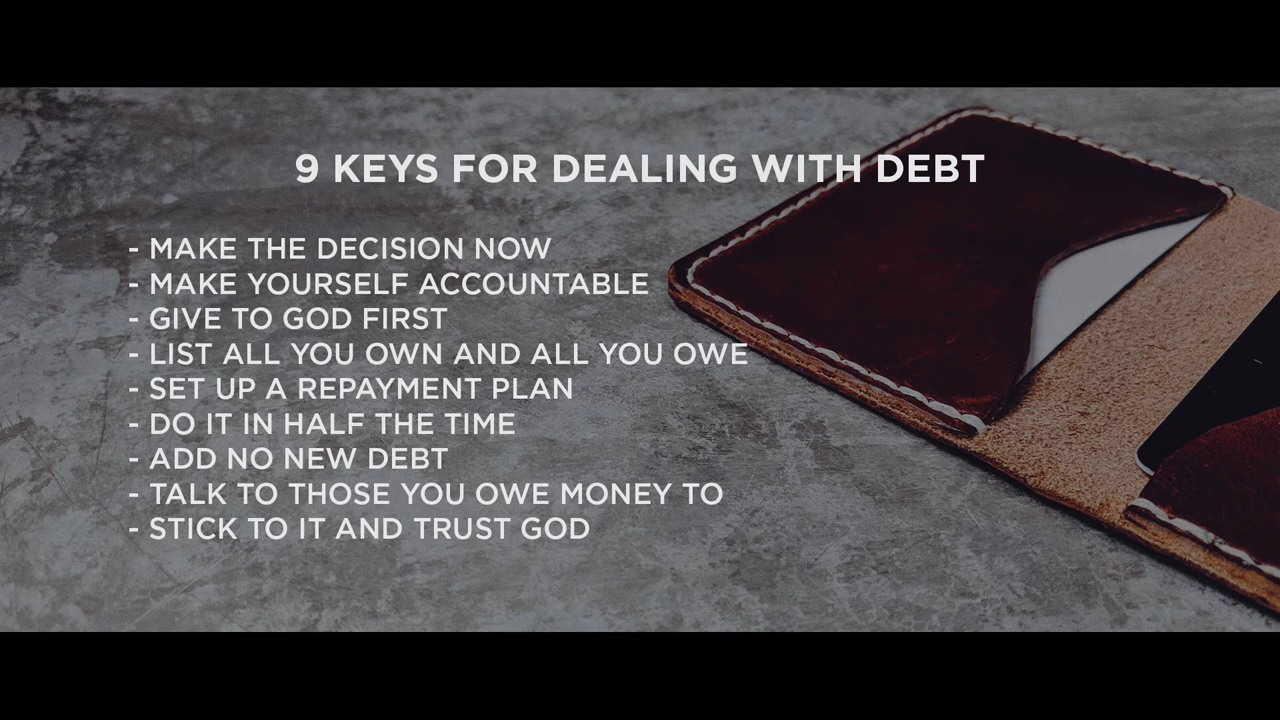 9 KEYS FOR DEALING WITH DEBT
- MAKE THE DECISION NOW
- MAKE YOURSELF ACCOUNTABLE
- GIVE TO GOD FIRST
- LIST ALL YOU OWN AND ALL YOU OWE
- SET UP A REPAYMENT PLAN
- DO IT IN HALF THE TIME
- ADD NO NEW DEBT
- TALK TO THOSE YOU OWE MONEY TO
- STICK TO IT AND TRUST GOD